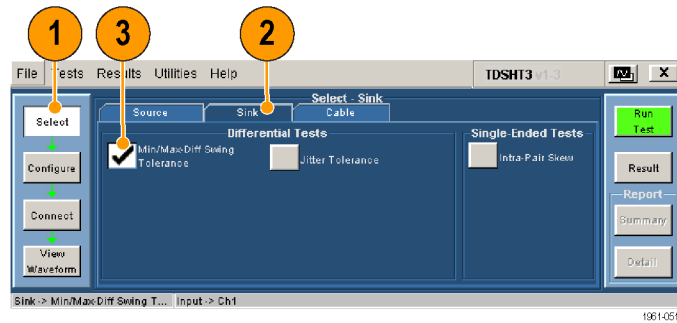 1
3
2
File Tests Results Utilities Help
TDSHT3 v1-3
X
Select - Sink
Select
Source
Sink
Cable
Run
Test
Differential Tests
Single-Ended Tests
Min/Max-Diff Swing
Tolerance
Jitter Tolerance
Intra-Pair Skew
Configure
Result
Report
Connect
Summary
View
Waveform
Detail
Sink -> Min/Max-Diff Swing T... Input -> Ch1
1961-051